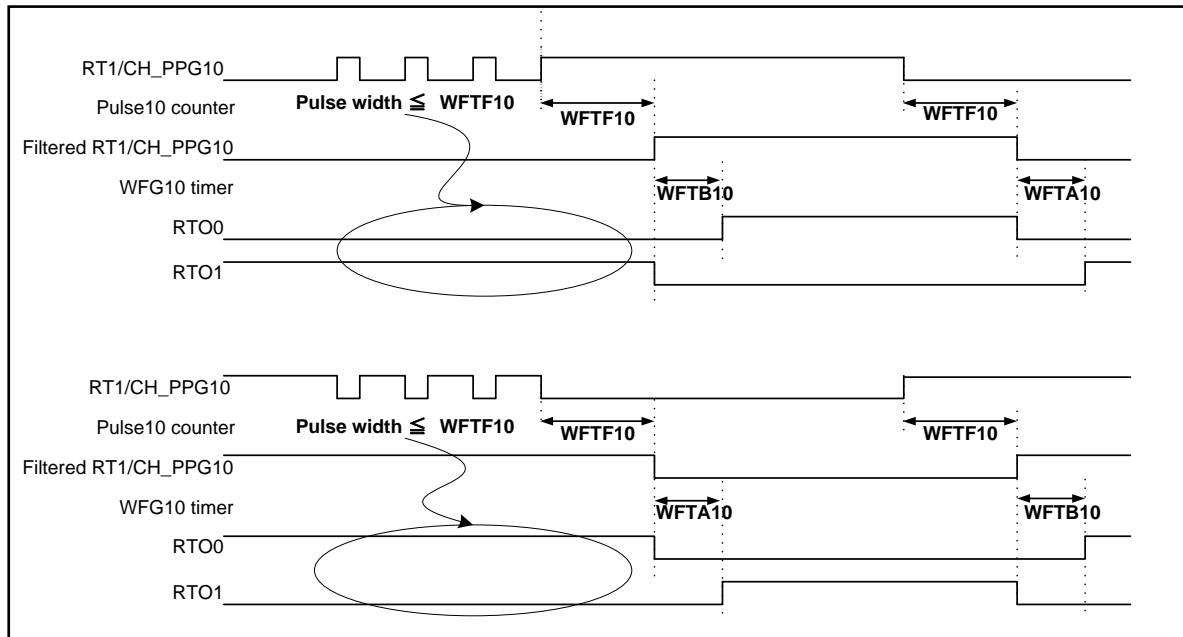 RT1/CH_PPG10
Pulse10 counter
Pulse width ≦ WFTF10
WFTF10
WFTF10
Filtered RT1/CH_PPG10
WFG10 timer
WFTB10
WFTA10
RTO0
RTO1
RT1/CH_PPG10
Pulse10 counter
Pulse width ≦ WFTF10
WFTF10
WFTF10
Filtered RT1/CH_PPG10
WFG10 timer
WFTA10
WFTB10
RTO0
RTO1